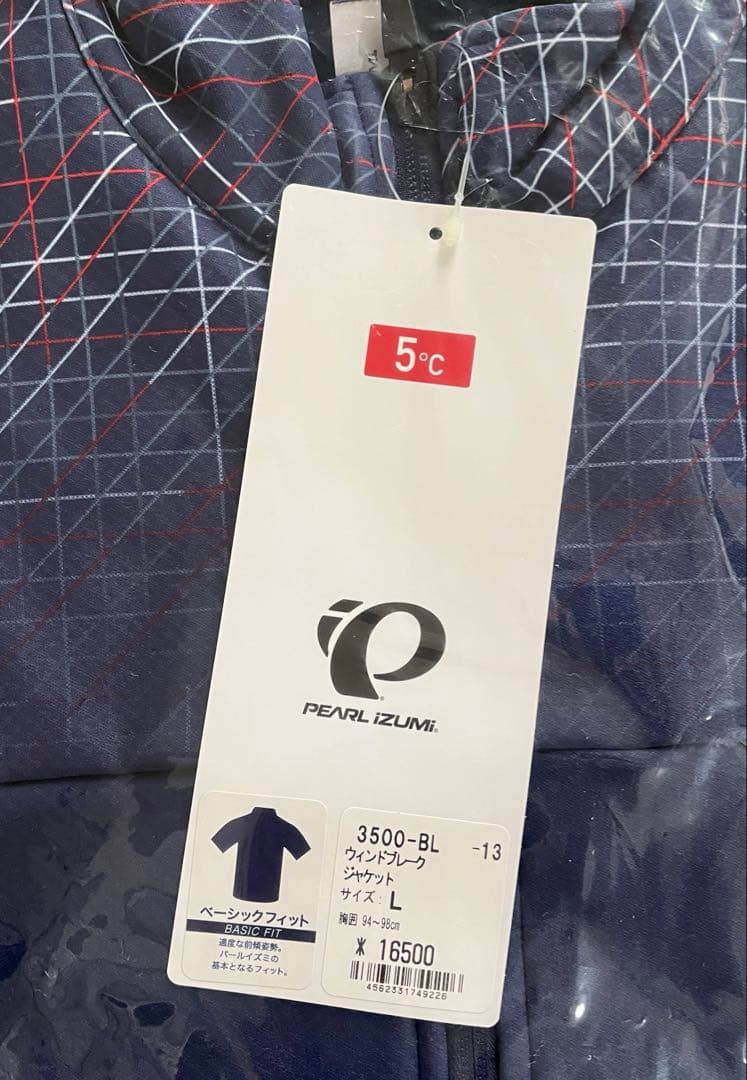 5℃
PEARL iZUMi®
ベーシックフィット
BASIC FIT
適度な前傾姿勢。
パールイズミの
基本となるフィット。
3500-BL -13
ウィンドブレーク
ジャケット
サイズ: L
胸囲 94～98cm
¥ 16500
4562331749226